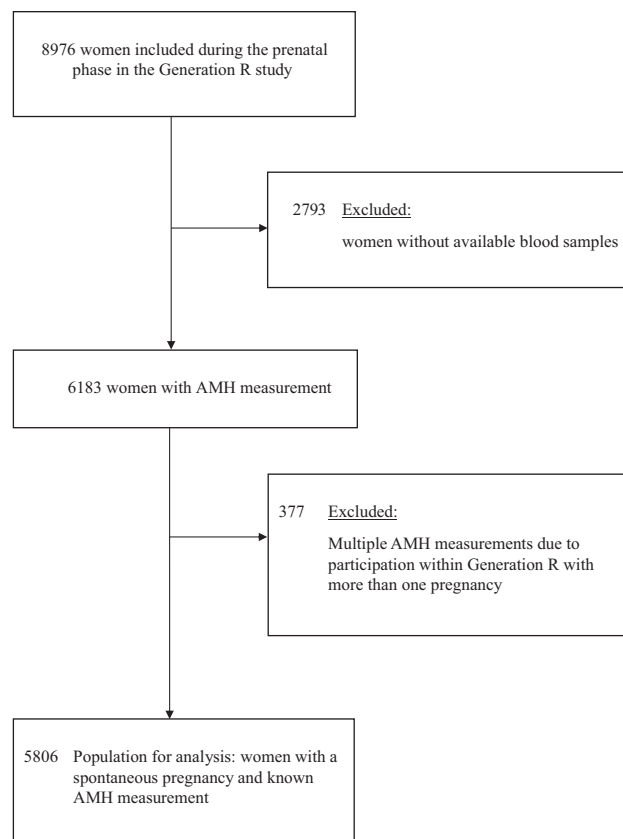 8976 women included during the prenatal
phase in the Generation R study
2793 Excluded:
women without available blood samples
6183 women with AMH measurement
377 Excluded:
Multiple AMH measurements due to
participation within Generation R with
more than one pregnancy
5806 Population for analysis: women with a
spontaneous pregnancy and known
AMH measurement